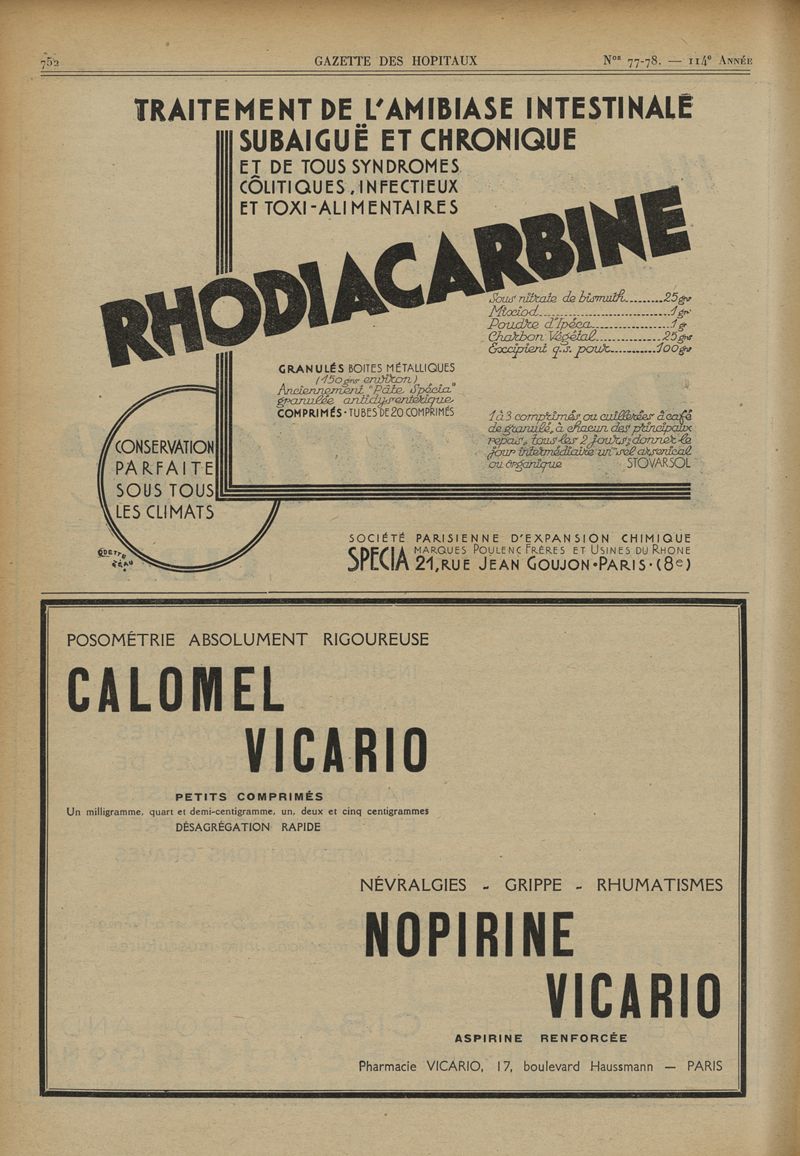 752 GAZETTE DES HOPITAUX Nos 77-78. — 114e ANNÉE
TRAITEMENT DE L'AMIBIASE INTESTINALE
SUBAIGUË ET CHRONIQUE
ET DE TOUS SYNDROMES
CÔLITIQUES, INFECTIEUX
ET TOXI-ALIMENTAIRES
RHODIACARBINE
Sous nitrate de bismuth..........25grs
Mixiod..........1gr
Poudre d'Ipéca..........1g
Charbon Végétal..........25grs
Excipient q.s. pour..........100grs
GRANULÉS BOITES MÉTALLIQUES
(150grs environ)
Anciennement "Pâte Spécia"
granulée antidysentérique
COMPRIMÉS - TUBES DE 20 COMPRIMÉS
1 à 3 comprimés, ou cuillerées à café
de granulé, à chacun des principaux
repas, tous les 2 jours; donner le
jour intermédiaire un sel arsenical
ou organique STOVARSOL
CONSERVATION
PARFAITE
SOUS TOUS
LES CLIMATS
SOCIÉTÉ PARISIENNE D'EXPANSION CHIMIQUE
SPECIA MARQUES POULENC FRÈRES ET USINES DU RHONE
21, RUE JEAN GOUJON • PARIS • (8e)
POSOMÉTRIE ABSOLUMENT RIGOUREUSE
CALOMEL
VICARIO
PETITS COMPRIMÉS
Un milligramme, quart et demi-centigramme, un, deux et cinq centigrammes
DÉSAGRÉGATION RAPIDE
NÉVRALGIES - GRIPPE - RHUMATISMES
NOPIRINE
VICARIO
ASPIRINE RENFORCÉE
Pharmacie VICARIO, 17, boulevard Haussmann — PARIS